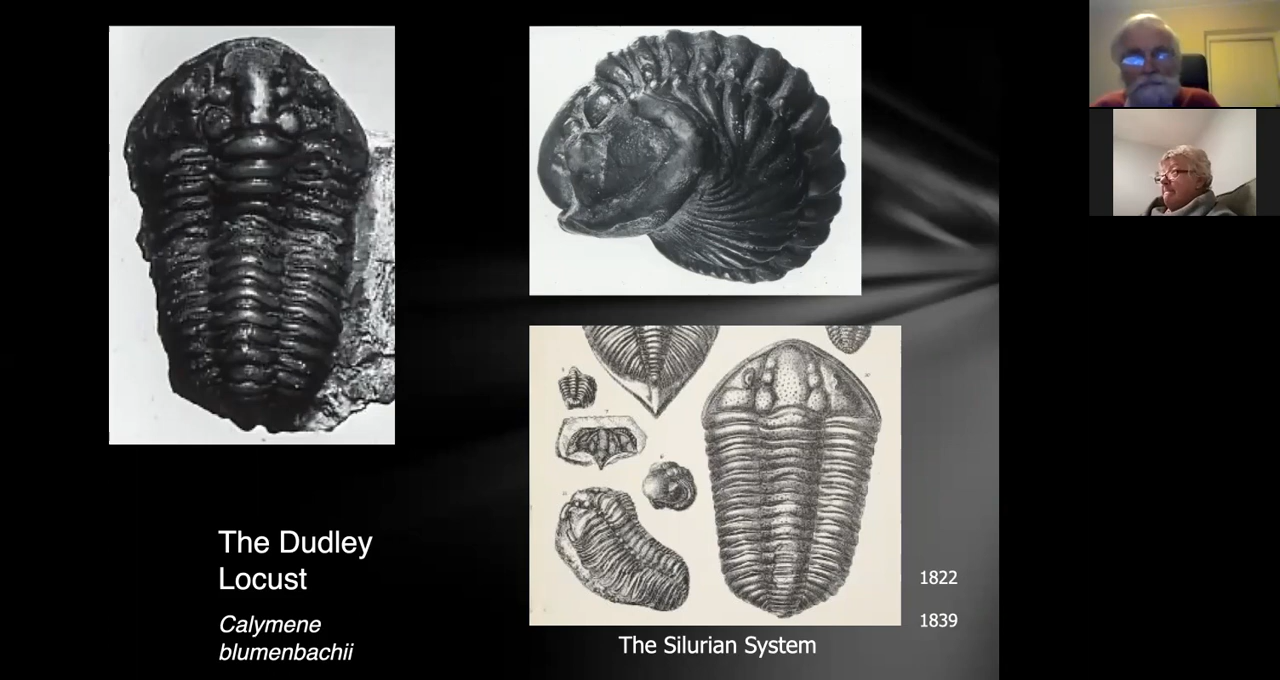 The Dudley
Locust
Calymene
blumenbachii
The Silurian System
1822
1839